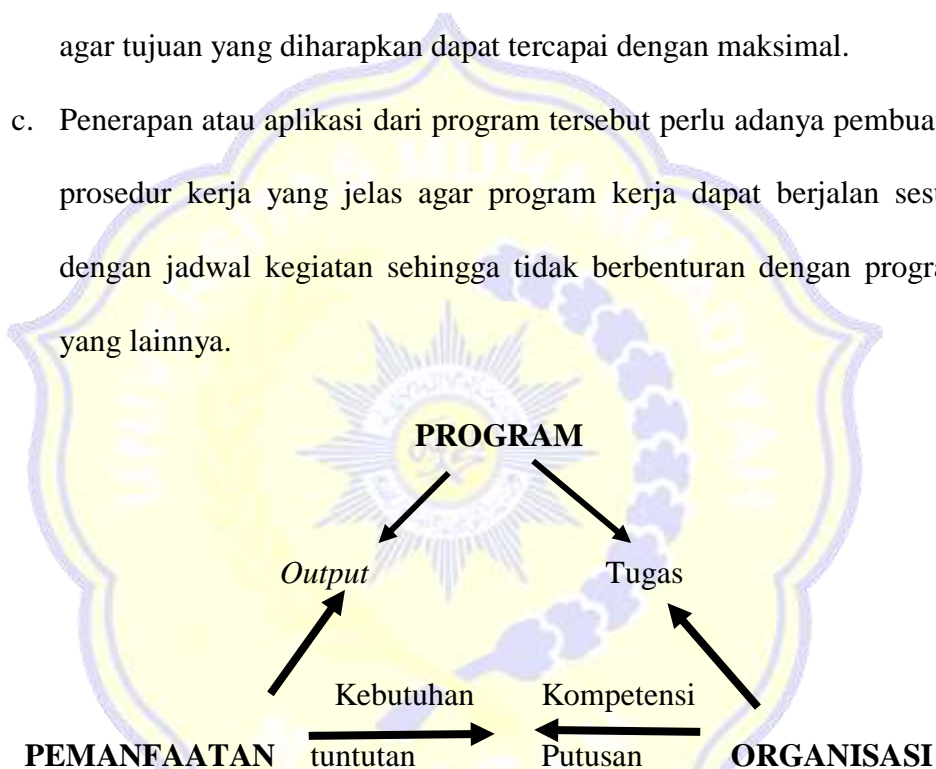 agar tujuan yang diharapkan dapat tercapai dengan maksimal.
c. Penerapan atau aplikasi dari program tersebut perlu adanya pembua
prosedur kerja yang jelas agar program kerja dapat berjalan sesu
dengan jadwal kegiatan sehingga tidak berbenturan dengan progra
yang lainnya.
PROGRAM
Output Tugas
Kebutuhan Kompetensi
PEMANFAATAN tuntutan Putusan ORGANISASI